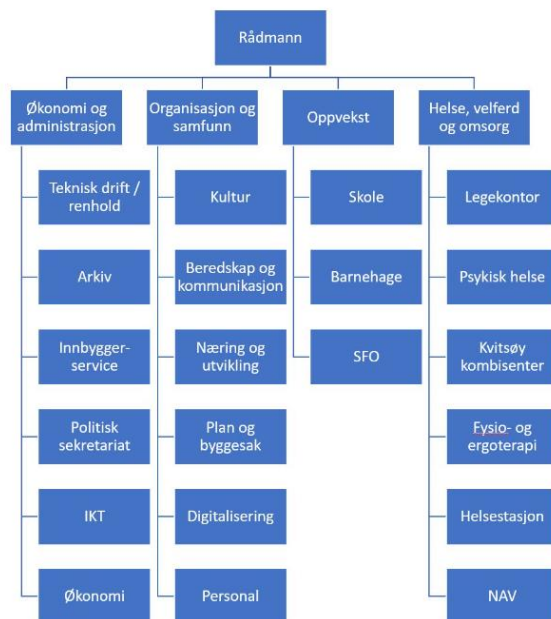 Rådmann
Økonomi og
administrasjon
Organisasjon og
samfunn
Oppvekst
Helse, velferd
og omsorg
Teknisk drift /
renhold
Kultur
Skole
Legekontor
Arkiv
Beredskap og
kommunikasjon
Barnehage
Psykisk helse
Innbygger-
service
Næring og
utvikling
SFO
Kvitsøy
kombisenter
Politisk
sekretariat
Plan og
byggesak
Fysio- og
ergoterapi
IKT
Digitalisering
Helsestasjon
Økonomi
Personal
NAV